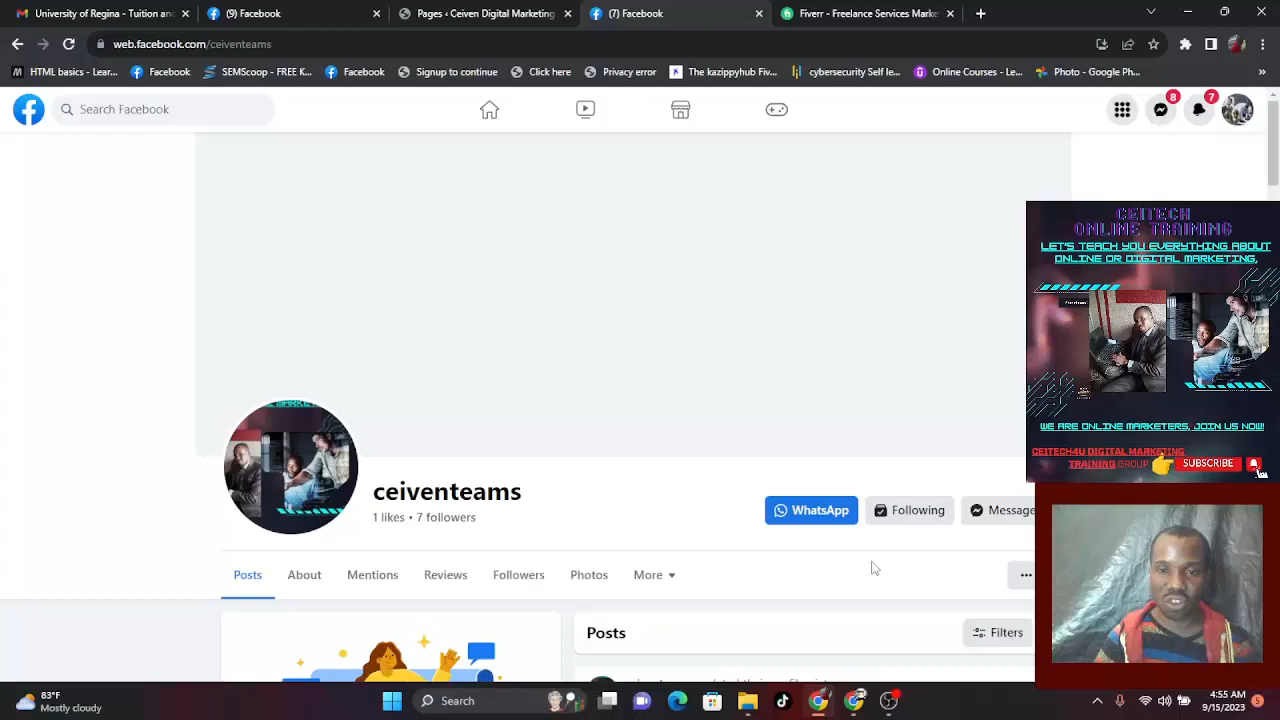 University of Regina - Tuition an
(9) Facebook
Pages ‹ Ceiven Digital Marketing
(7) Facebook
Fiverr - Freelance Services Marke
web.facebook.com/ceiventeams
HTML basics - Lear...
Facebook
SEMScoop - FREE K...
Facebook
Signup to continue
Click here
Privacy error
The kazippyhub Fiv...
cybersecurity Self le...
Online Courses - Le...
Photo - Google Ph...
»
Search Facebook
8
7
CEITECH
ONLINE TRAINING
LET'S TEACH YOU EVERYTHING ABOUT
ONLINE OR DIGITAL MARKETING,
WE ARE ONLINE MARKETERS, JOIN US NOW!
CEITECH4U DIGITAL MARKETING
TRAINING GROUP
SUBSCRIBE
ceiventeams
1 likes • 7 followers
WhatsApp
Following
Message
Posts
About
Mentions
Reviews
Followers
Photos
More
...
Posts
Filters
83°F
Mostly cloudy
Search
4:55 AM
9/15/2023
5